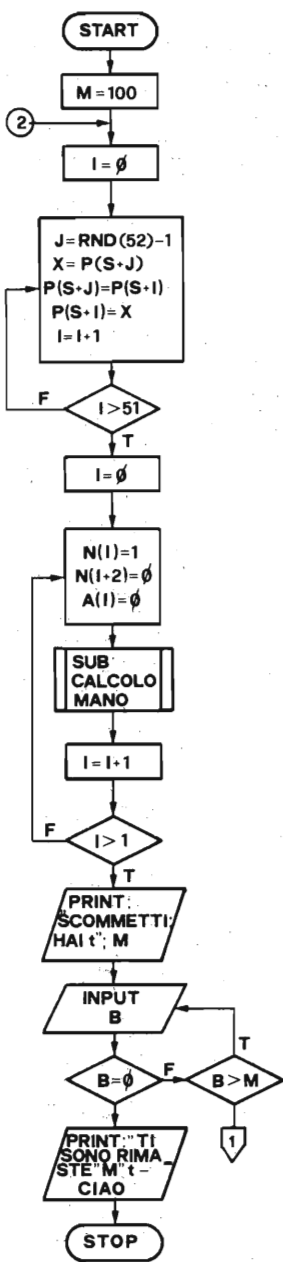 START
M=100
2
I=Ø
J=RND(52)-1
X=P(S+J)
P(S+J)=P(S+I)
P(S+I)=X
I=I+1
F
I>51
T
I=Ø
N(I)=1
N(I+2)=Ø
A(I)=Ø
SUB
CALCOLO
MANO
I=I+1
F
I>1
T
PRINT:
"SCOMMETTI;
HAI t"; M
INPUT
B
T
B=Ø
F
B>M
1
PRINT:"TI
SONO RIMA_
STE"M"t–
CIAO
STOP